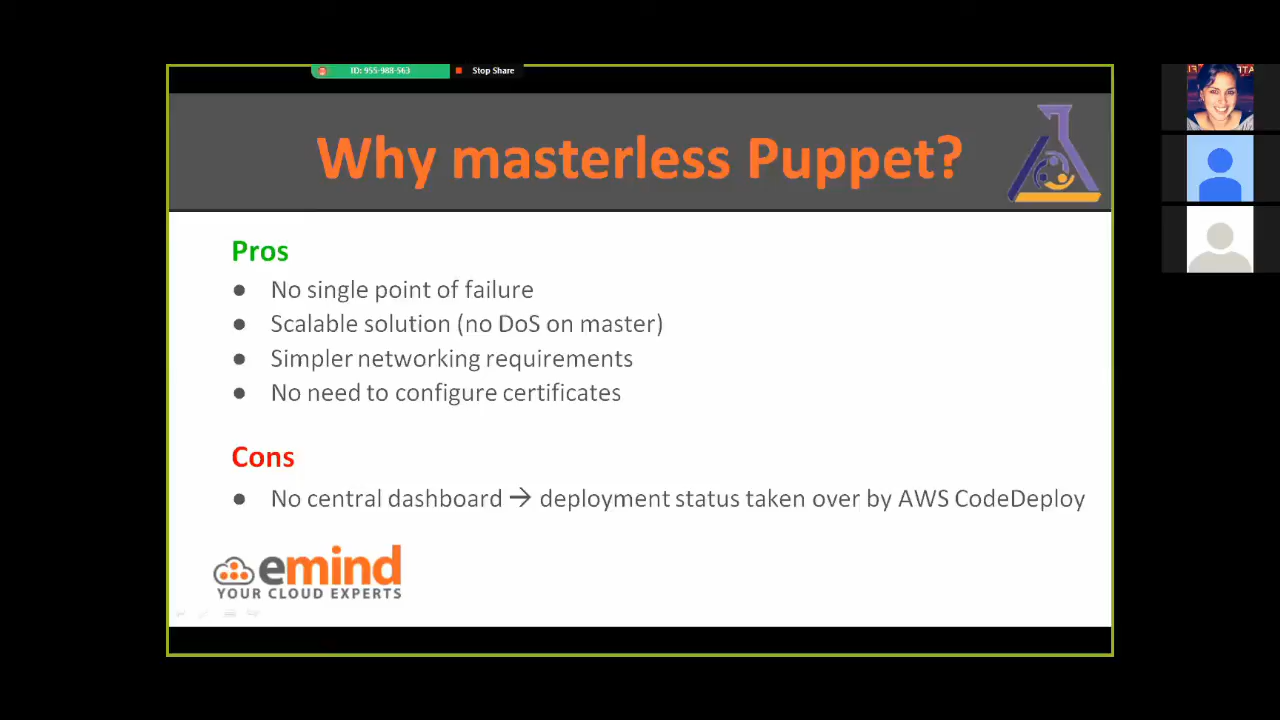 ID: 955-988-563 Stop Share
Why masterless Puppet?
Pros
● No single point of failure
● Scalable solution (no DoS on master)
● Simpler networking requirements
● No need to configure certificates
Cons
● No central dashboard → deployment status taken over by AWS CodeDeploy
emind
YOUR CLOUD EXPERTS